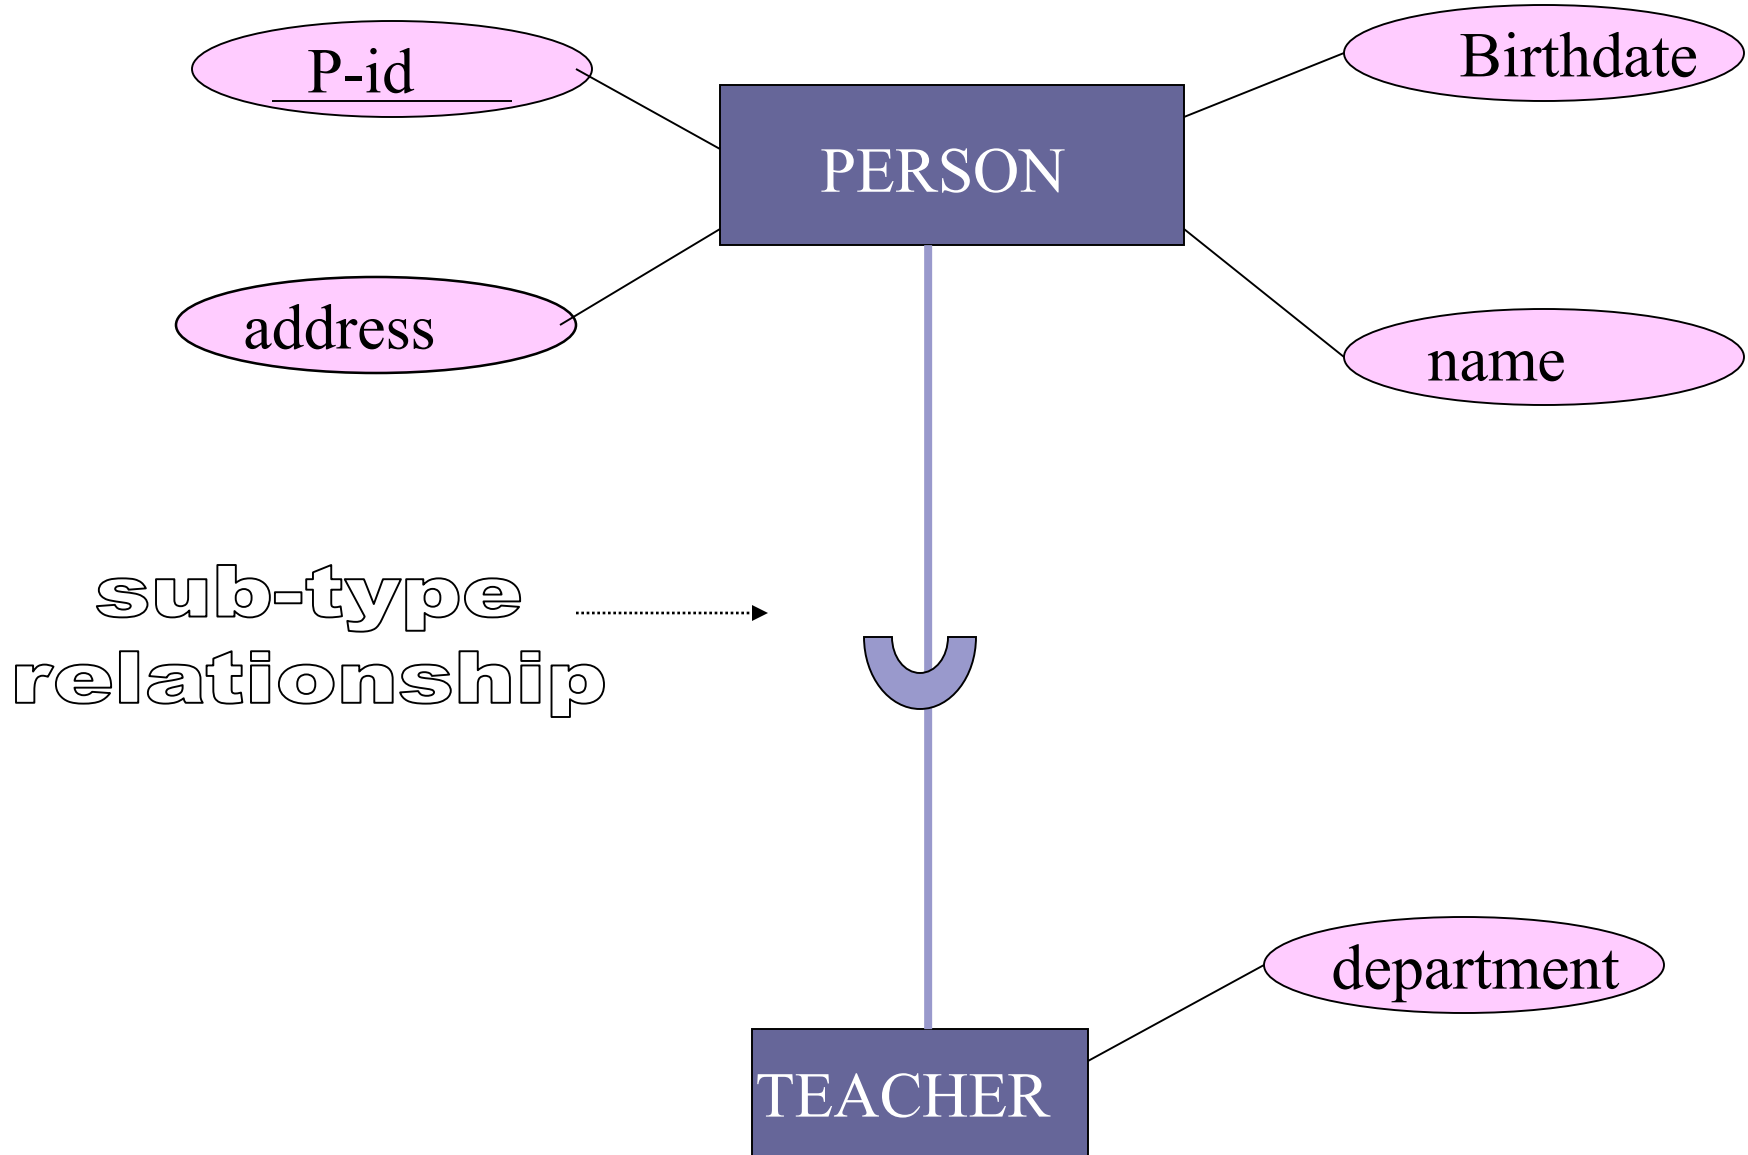 P-id
Birthdate
PERSON
address
name
sub-type
relationship
department
TEACHER